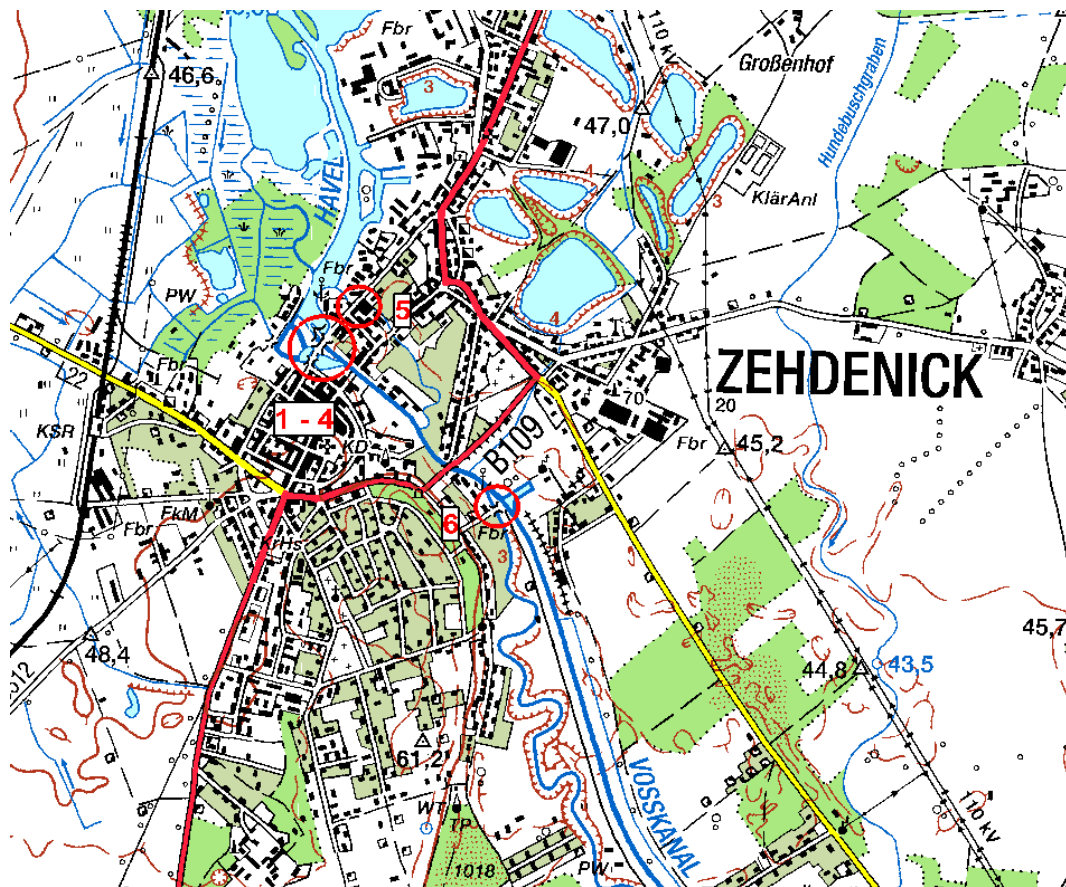 Fbr
110 kV
46,6
Großenhof
Hundebuschgraben
3
47,0
HAVEL
4
3
KlärAnl
Fbr
PW
5
4
L 22
Fbr
ZEHDENICK
70
20
1 - 4
KSR
KD
B109
Fbr
45,2
FkM
Fbr
6
Fbr
3
48,4
45,7
44,8
43,5
61,2
VOSSKANAL
WT
TP
110 kV
1018
PW